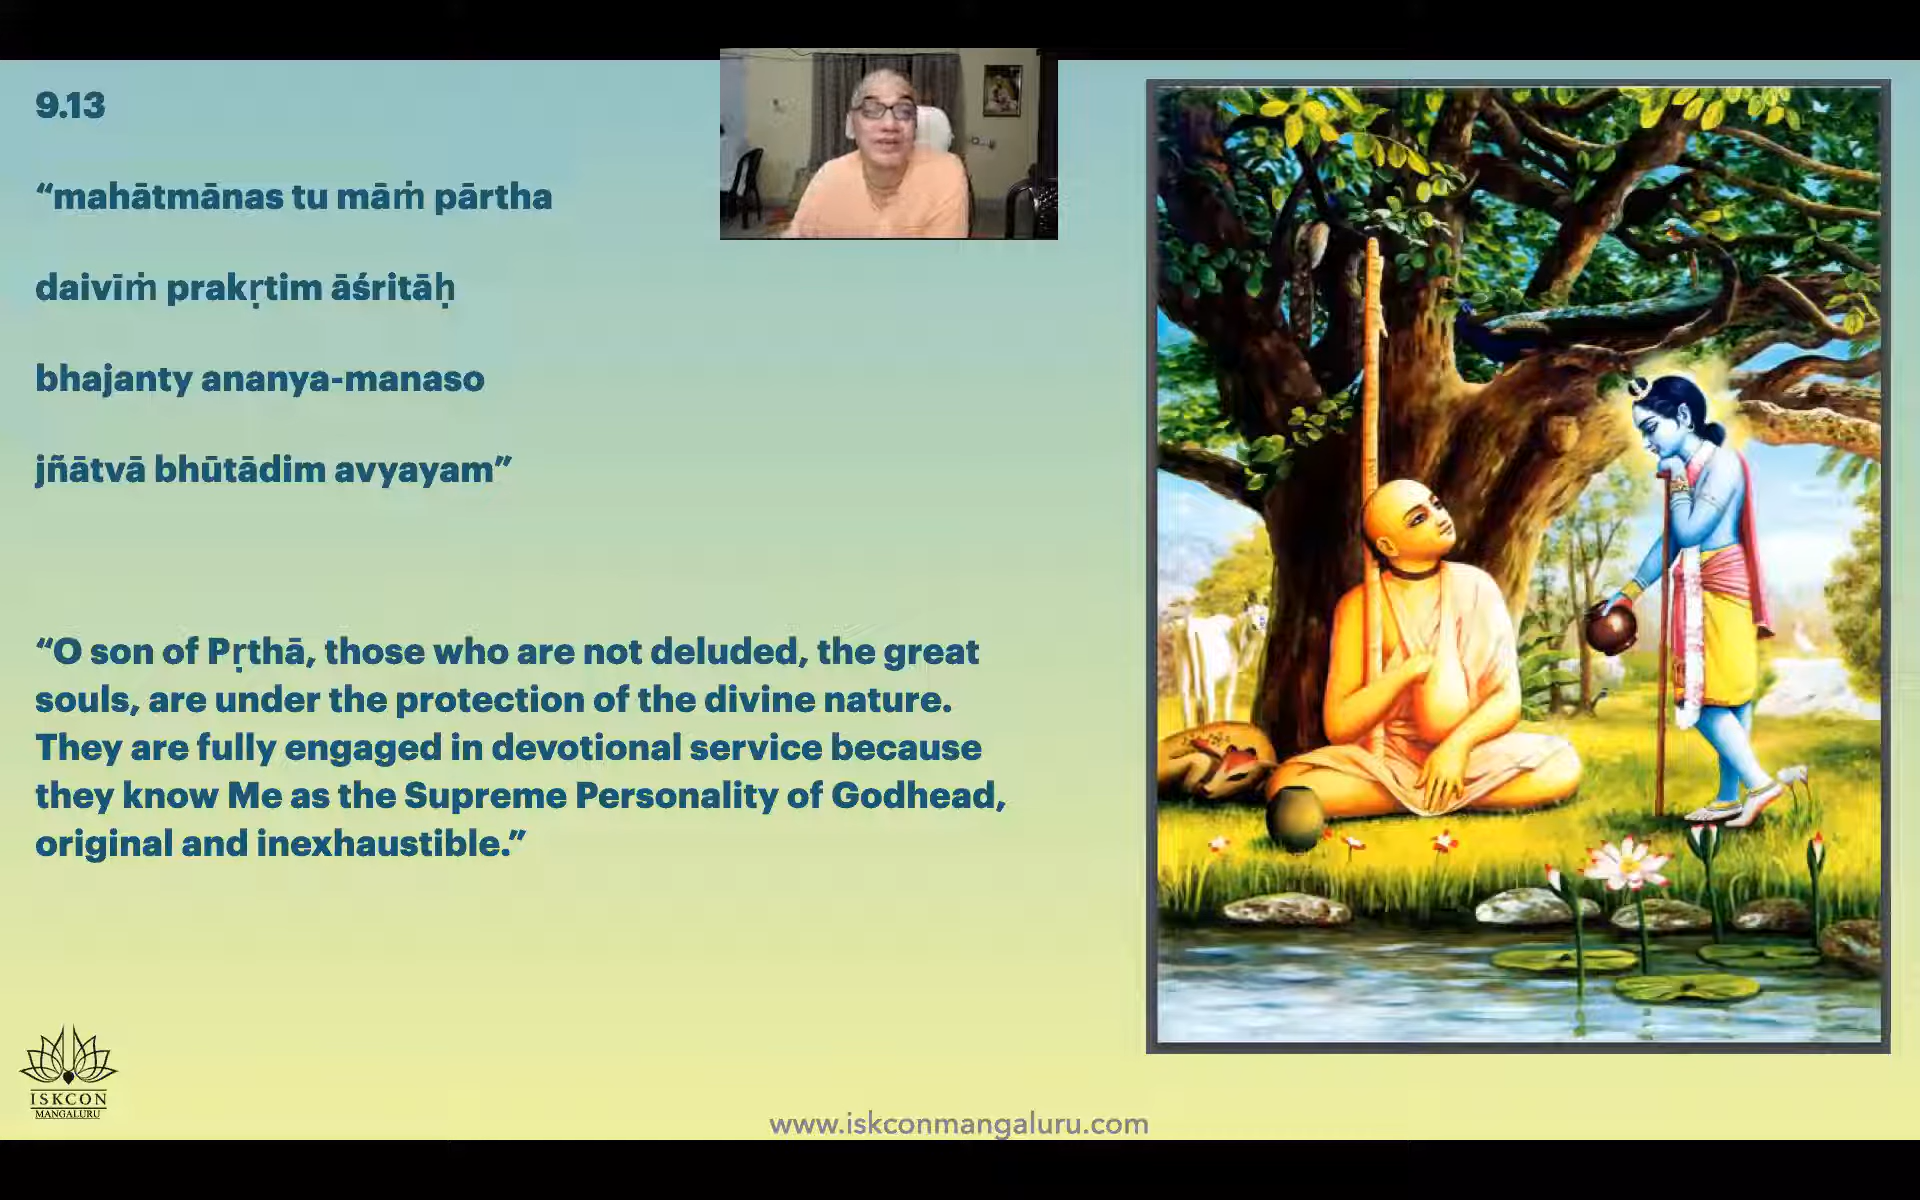 9.13
“mahātmānas tu māṁ pārtha
daivīṁ prakṛtim āśritāḥ
bhajanty ananya-manaso
jñātvā bhūtādim avyayam”
“O son of Pṛthā, those who are not deluded, the great
souls, are under the protection of the divine nature.
They are fully engaged in devotional service because
they know Me as the Supreme Personality of Godhead,
original and inexhaustible.”
ISKCON
MANGALURU
www.iskconmangaluru.com